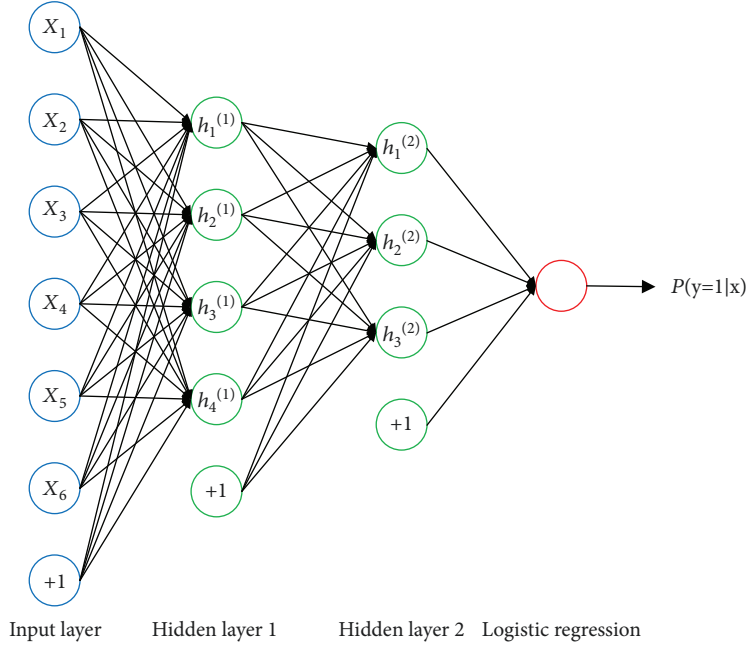 X₁
X₂
X₃
X₄
X₅
X₆
+1
Input layer
h₁⁽¹⁾
h₂⁽¹⁾
h₃⁽¹⁾
h₄⁽¹⁾
+1
Hidden layer 1
h₁⁽²⁾
h₂⁽²⁾
h₃⁽²⁾
+1
Hidden layer 2
Logistic regression
P(y=1|x)